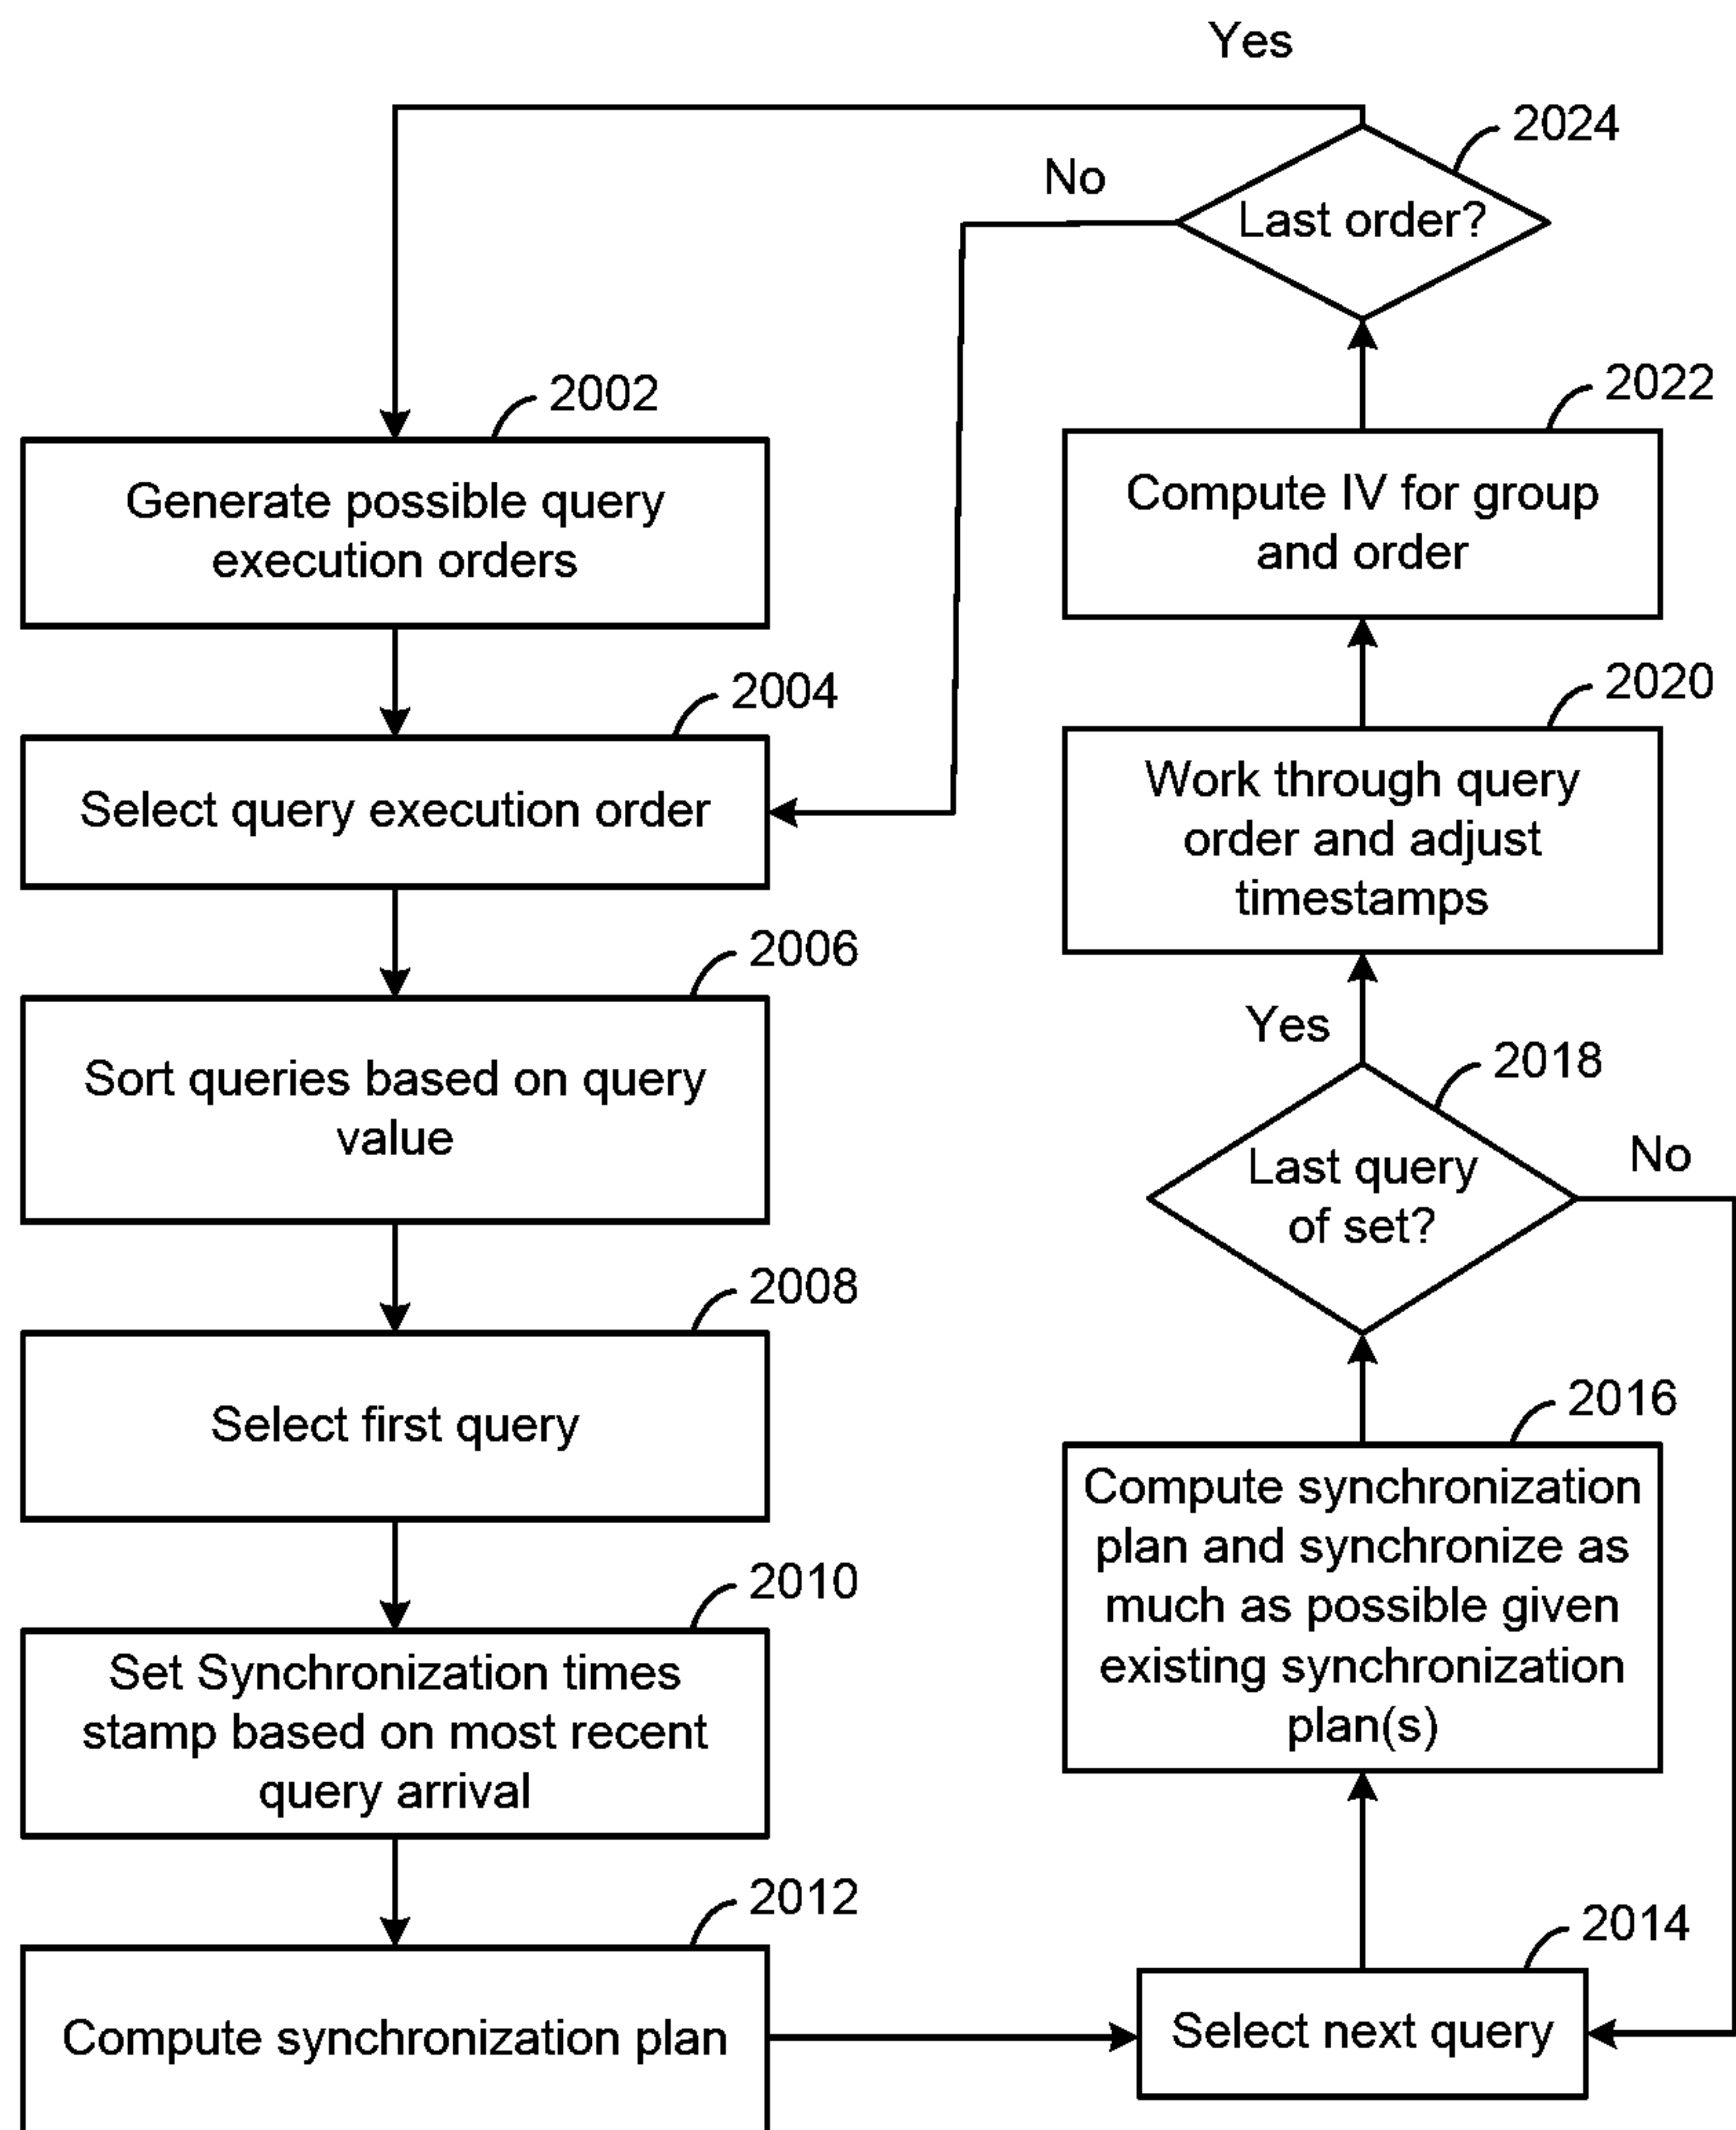 Yes
2024
No
Last order?
2002
Generate possible query
execution orders
2022
Compute IV for group
and order
2004
Select query execution order
2020
Work through query
order and adjust
timestamps
2006
Sort queries based on query
value
Yes
2018
Last query
of set?
No
2008
Select first query
2016
Compute synchronization
plan and synchronize as
much as possible given
existing synchronization
plan(s)
2010
Set Synchronization times
stamp based on most recent
query arrival
2012
Compute synchronization plan
2014
Select next query